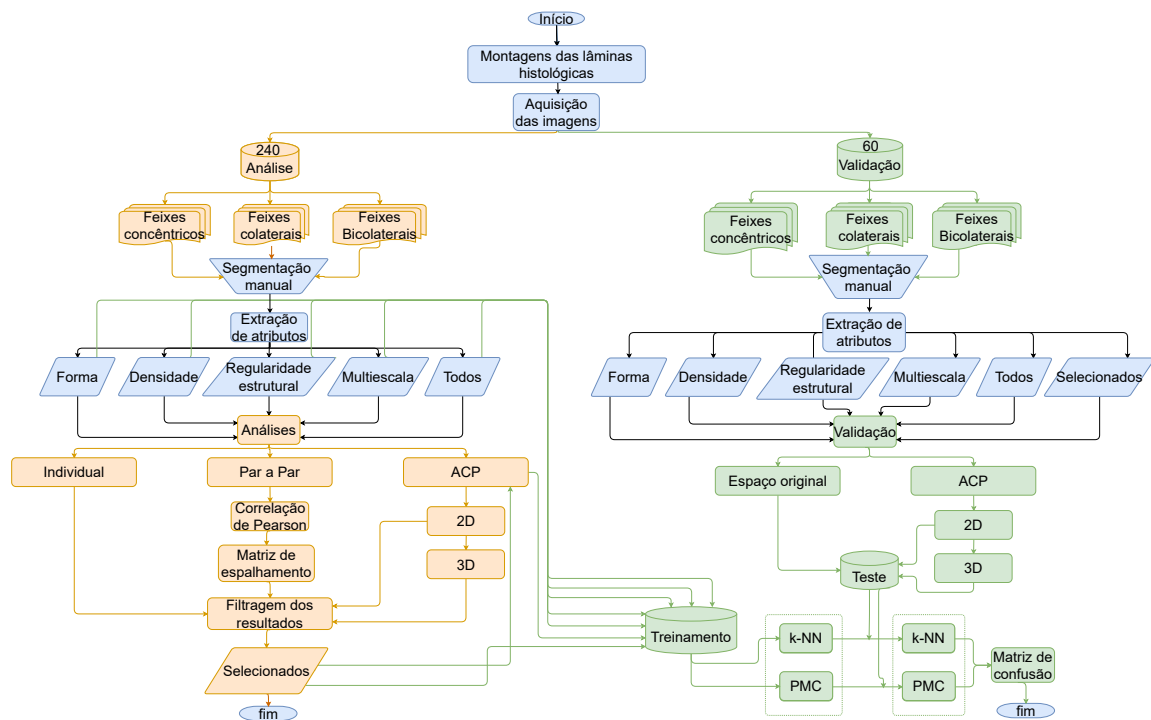 Início
Montagens das lâminas
histológicas
Aquisição
das imagens
240
Análise
60
Validação
Feixes
concêntricos
Feixes
colaterais
Feixes
Bicolaterais
Feixes
concêntricos
Feixes
colaterais
Feixes
Bicolaterais
Segmentação
manual
Segmentação
manual
Extração
de atributos
Extração de
atributos
Forma
Densidade
Regularidade
estrutural
Multiescala
Todos
Forma
Densidade
Regularidade
estrutural
Multiescala
Todos
Selecionados
Análises
Validação
Individual
Par a Par
ACP
Espaço original
ACP
Correlação
de Pearson
2D
2D
Matriz de
espalhamento
3D
3D
Teste
Filtragem dos
resultados
Treinamento
k-NN
k-NN
Selecionados
PMC
PMC
Matriz de
confusão
fim
fim